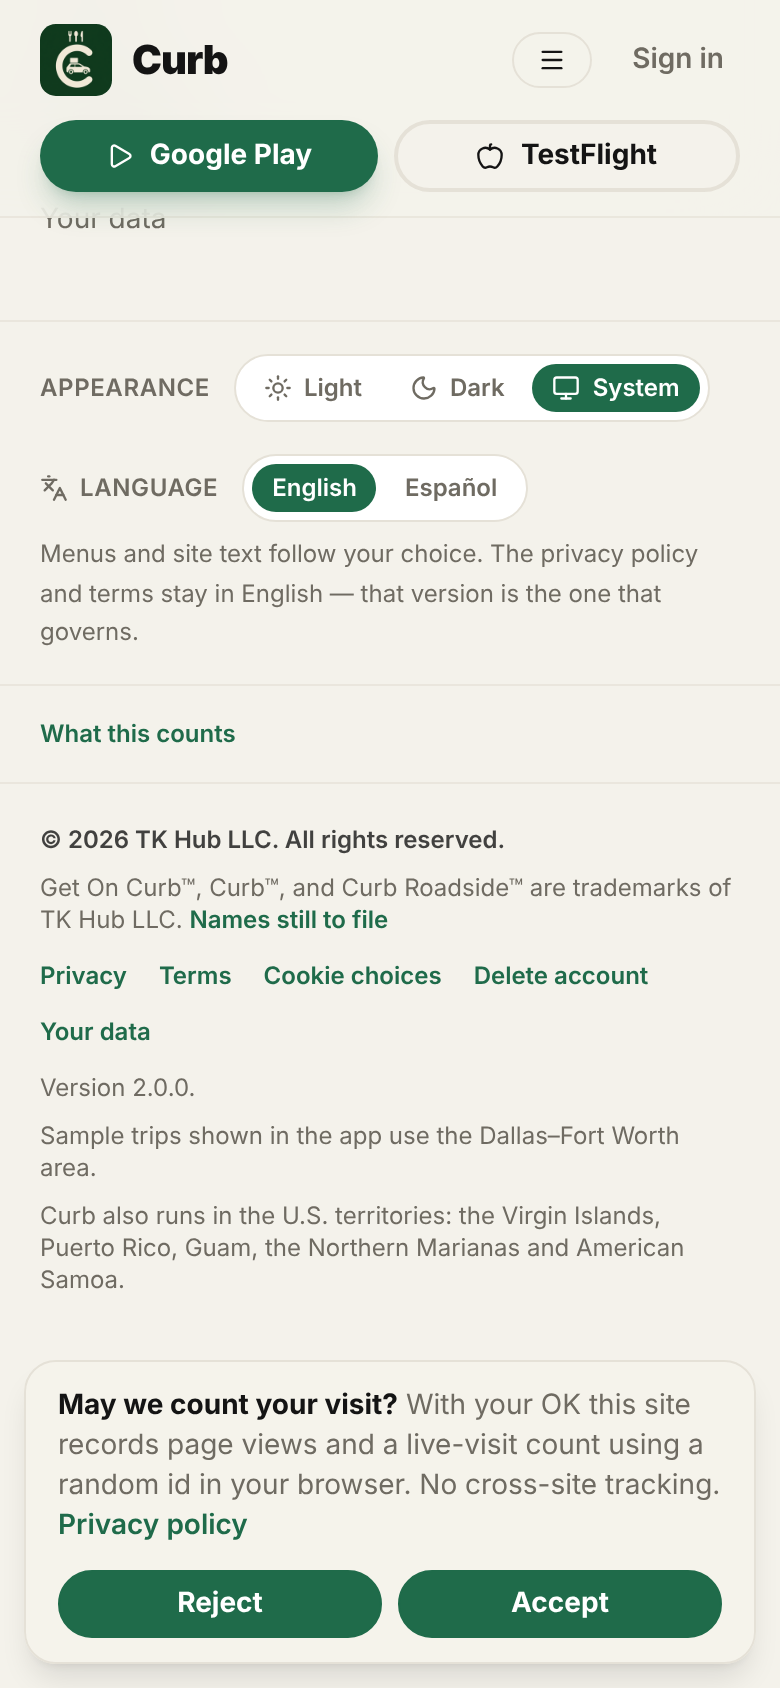 Curb
Sign in
Google Play
TestFlight
Your data
APPEARANCE
Light
Dark
System
LANGUAGE
English
Español
Menus and site text follow your choice. The privacy policy
and terms stay in English — that version is the one that
governs.
What this counts
© 2026 TK Hub LLC. All rights reserved.
Get On Curb™, Curb™, and Curb Roadside™ are trademarks of
TK Hub LLC. Names still to file
Privacy
Terms
Cookie choices
Delete account
Your data
Version 2.0.0.
Sample trips shown in the app use the Dallas–Fort Worth
area.
Curb also runs in the U.S. territories: the Virgin Islands,
Puerto Rico, Guam, the Northern Marianas and American
Samoa.
May we count your visit? With your OK this site
records page views and a live-visit count using a
random id in your browser. No cross-site tracking.
Privacy policy
Reject
Accept